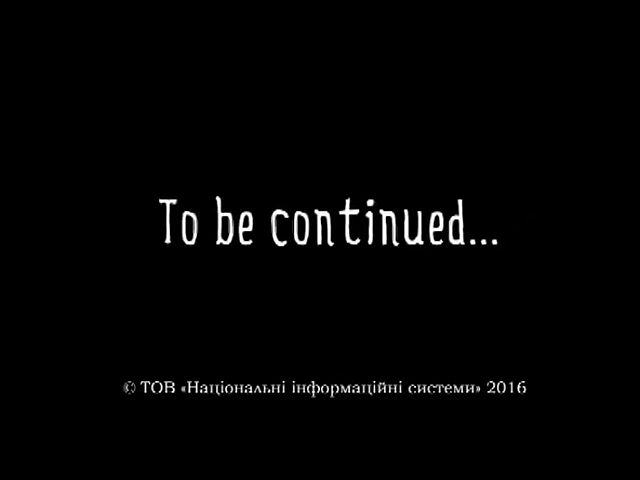 To be continued...
© ТОВ «Національні інформаційні системи» 2016